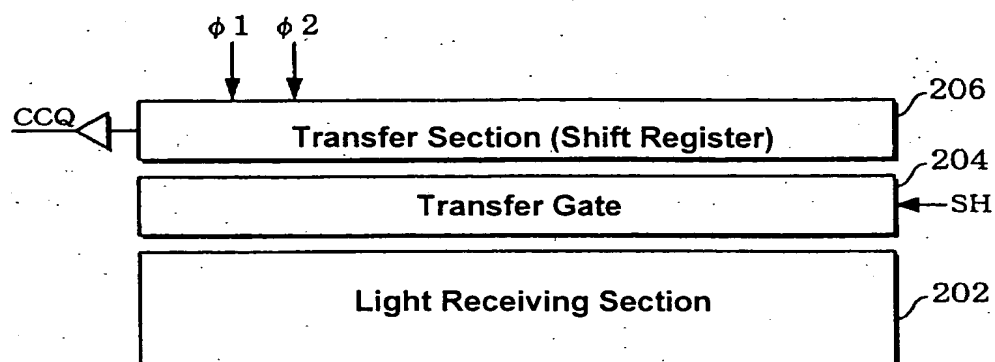 ϕ1 ϕ2
206
CCQ
Transfer Section (Shift Register)
204
Transfer Gate
SH
202
Light Receiving Section